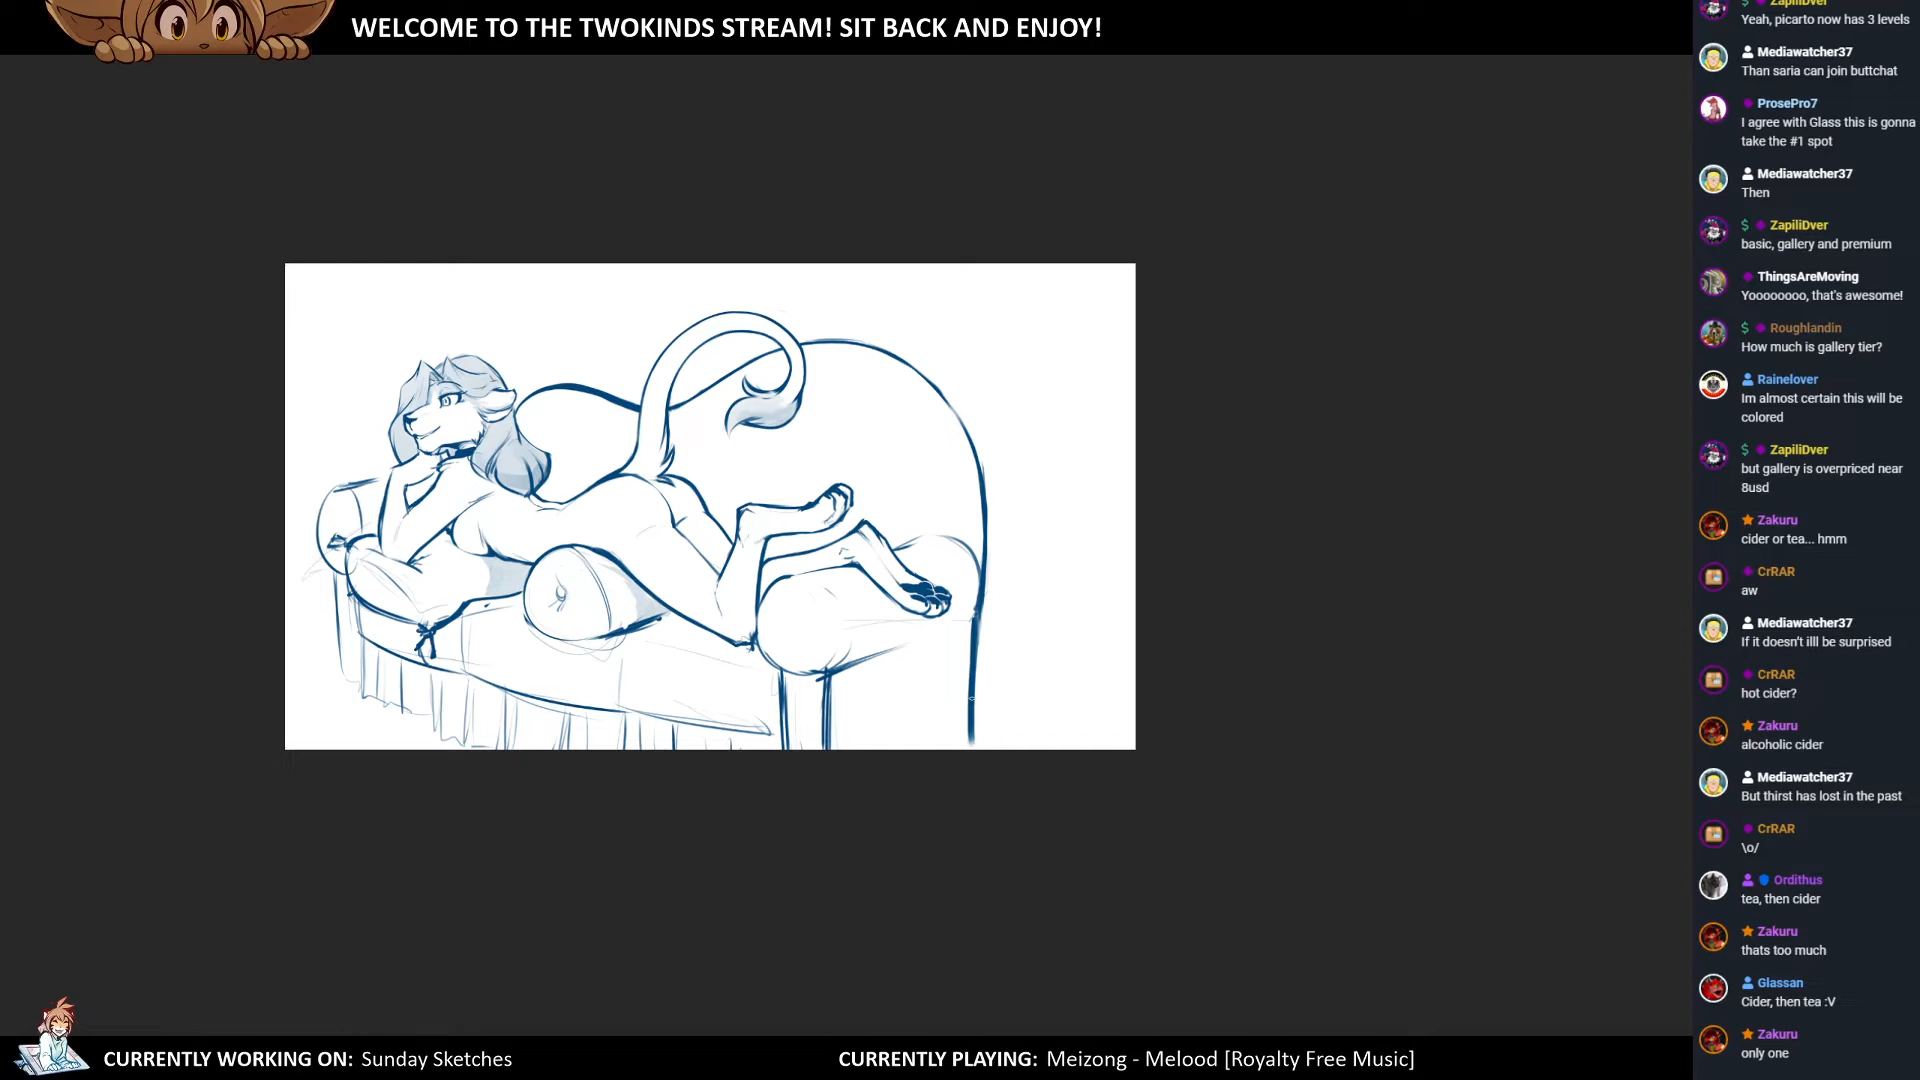 WELCOME TO THE TWOKINDS STREAM! SIT BACK AND ENJOY!
$ ZapiliDver
Yeah, picarto now has 3 levels
Mediawatcher37
Than saria can join buttchat
ProsePro7
I agree with Glass this is gonna
take the #1 spot
Mediawatcher37
Then
$ ZapiliDver
basic, gallery and premium
ThingsAreMoving
Yoooooooo, that's awesome!
$ Roughlandin
How much is gallery tier?
Rainelover
Im almost certain this will be
colored
$ ZapiliDver
but gallery is overpriced near
8usd
Zakuru
cider or tea... hmm
CrRAR
aw
Mediawatcher37
If it doesn't illl be surprised
CrRAR
hot cider?
Zakuru
alcoholic cider
Mediawatcher37
But thirst has lost in the past
CrRAR
\o/
Ordithus
tea, then cider
Zakuru
thats too much
Glassan
Cider, then tea :V
Zakuru
only one
CURRENTLY WORKING ON: Sunday Sketches
CURRENTLY PLAYING: Meizong - Melood [Royalty Free Music]